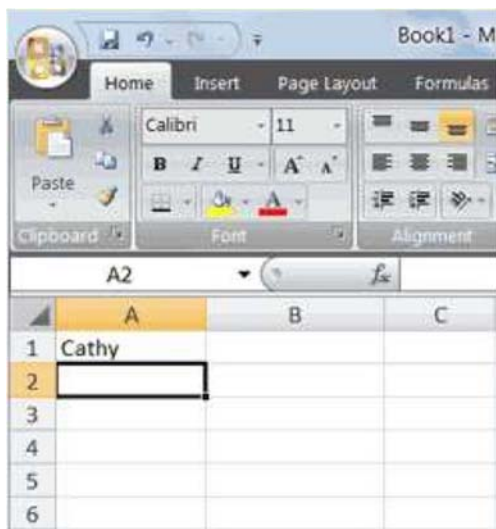 Book1 - M
Home Insert Page Layout Formulas
Calibri 11
B I U A A
Paste A
Clipboard Font Alignment
A2 fx
A B C
1 Cathy
2
3
4
5
6